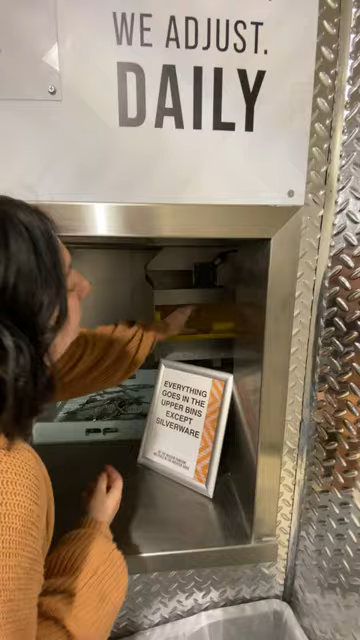 WE ADJUST.
DAILY
EVERYTHING
GOES IN THE
UPPER BINS
EXCEPT
SILVERWARE